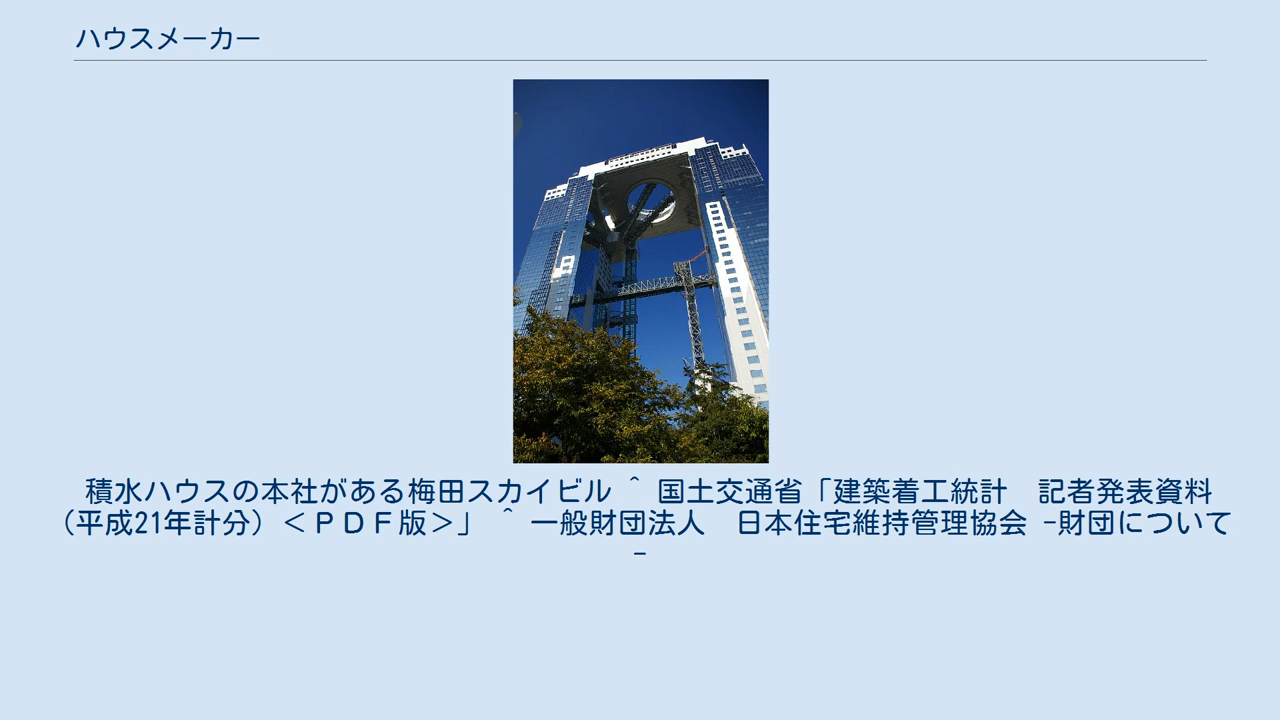 ハウスメーカー
積水ハウスの本社がある梅田スカイビル ^ 国土交通省「建築着工統計　記者発表資料
（平成21年計分）＜ＰＤＦ版＞」 ^ 一般財団法人　日本住宅維持管理協会 -財団について
-